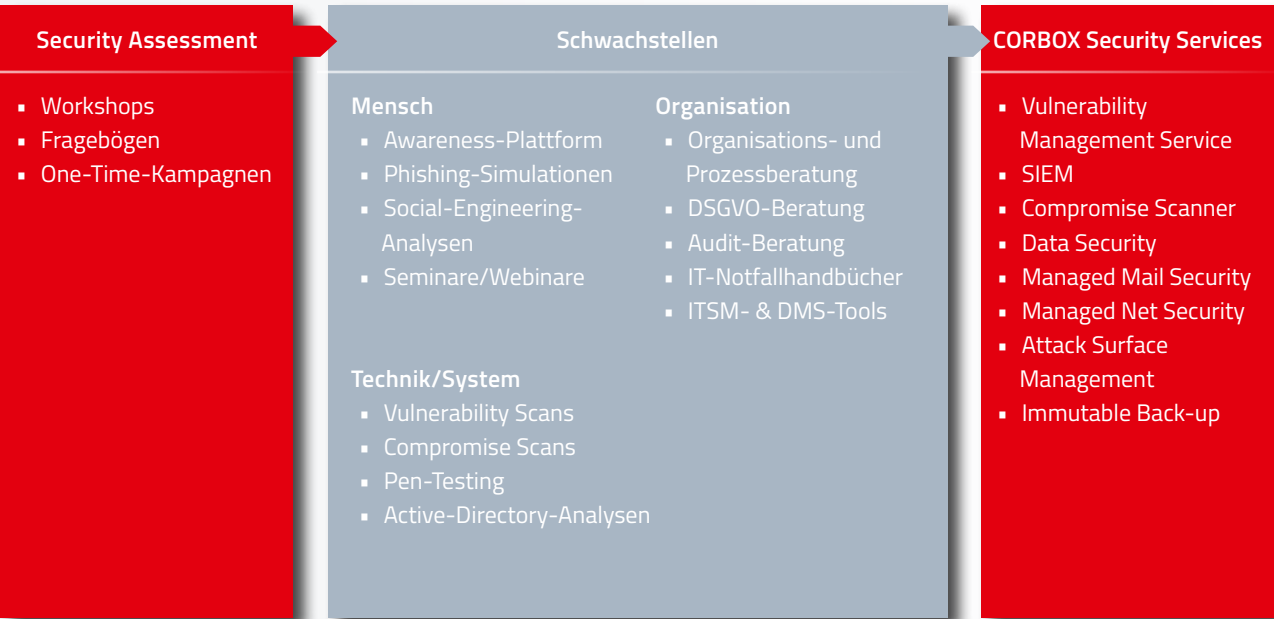 Security Assessment
Workshops
Fragebögen
One-Time-Kampagnen
Schwachstellen
Mensch
Awareness-Plattform
Phishing-Simulationen
Social-Engineering-
Analysen
Seminare/Webinare
Organisation
Organisations- und
Prozessberatung
DSGVO-Beratung
Audit-Beratung
IT-Notfallhandbücher
ITSM- & DMS-Tools
Technik/System
Vulnerability Scans
Compromise Scans
Pen-Testing
Active-Directory-Analysen
CORBOX Security Services
Vulnerability
Management Service
SIEM
Compromise Scanner
Data Security
Managed Mail Security
Managed Net Security
Attack Surface
Management
Immutable Back-up